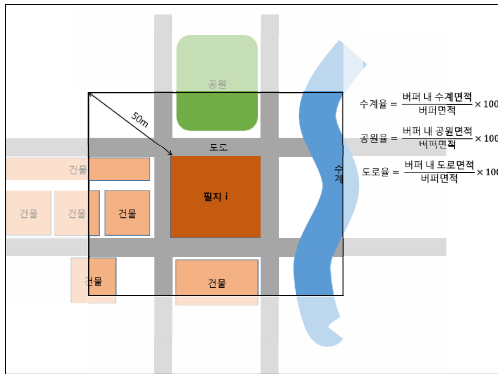 공원
50m
도로
건물
건물
건물
건물
필지 i
수계
건물
건물
수계율 = 버퍼 내 수계면적 / 버퍼면적 × 100
공원율 = 버퍼 내 공원면적 / 버퍼면적 × 100
도로율 = 버퍼 내 도로면적 / 버퍼면적 × 100